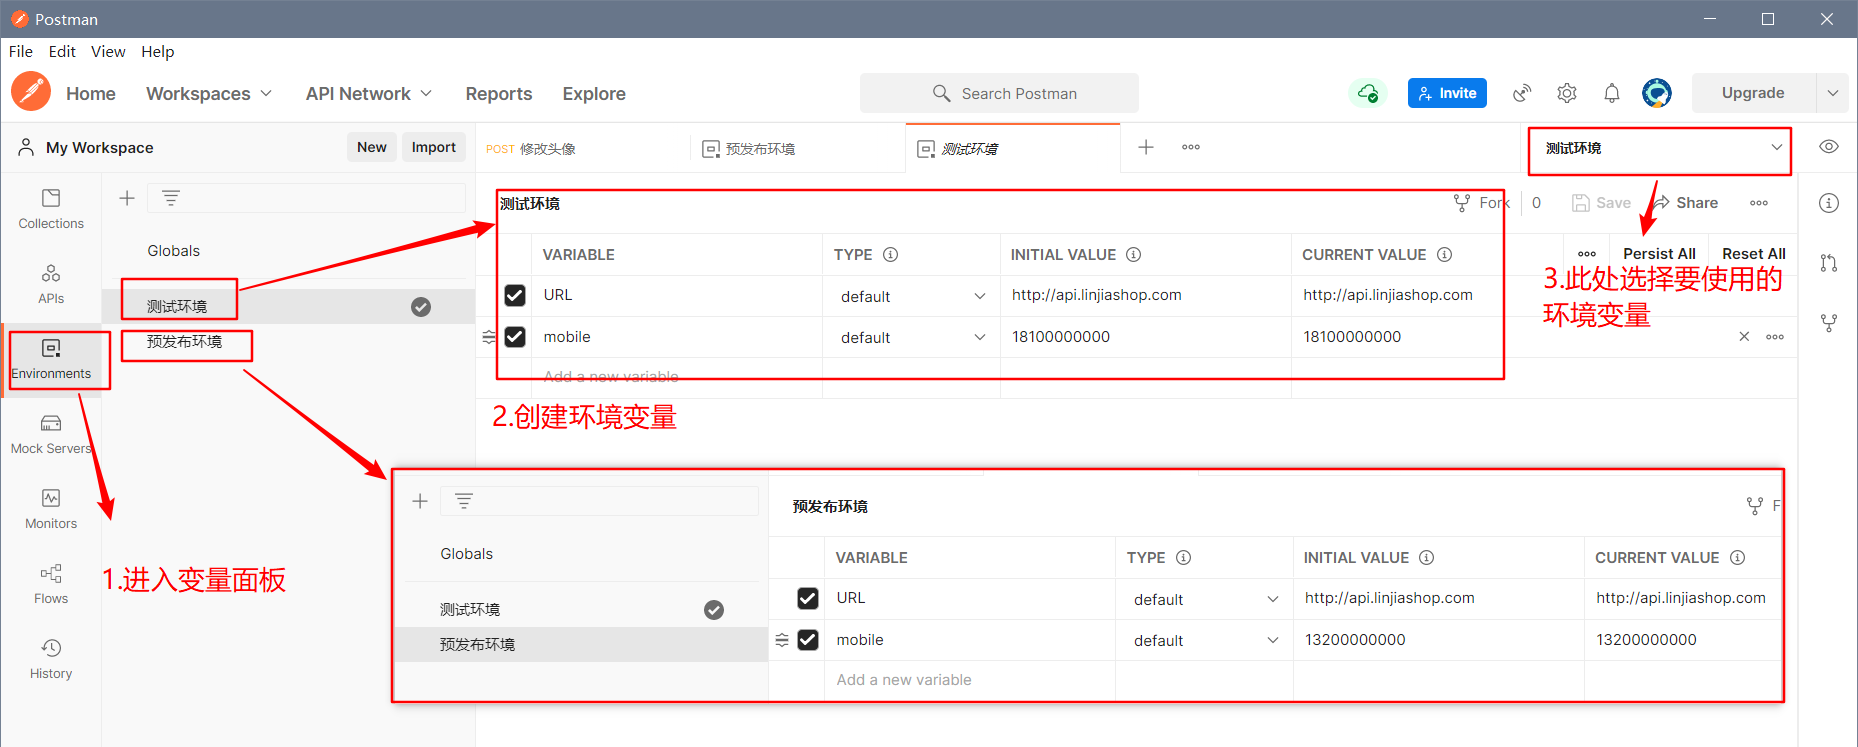 Postman
File Edit View Help
Home Workspaces API Network Reports Explore Search Postman Invite Upgrade
My Workspace New Import POST 修改头像 预发布环境 测试环境 测试环境
Collections
APIs
Environments
Mock Servers
Monitors
Flows
History
Globals
测试环境
预发布环境
测试环境 Fork 0 Save Share
VARIABLE TYPE INITIAL VALUE CURRENT VALUE Persist All Reset All
URL default http://api.linjiashop.com http://api.linjiashop.com
mobile default 18100000000 18100000000
Add a new variable
3.此处选择要使用的
环境变量
2.创建环境变量
1.进入变量面板
Globals
测试环境
预发布环境
预发布环境 F
VARIABLE TYPE INITIAL VALUE CURRENT VALUE
URL default http://api.linjiashop.com http://api.linjiashop.com
mobile default 13200000000 13200000000
Add a new variable